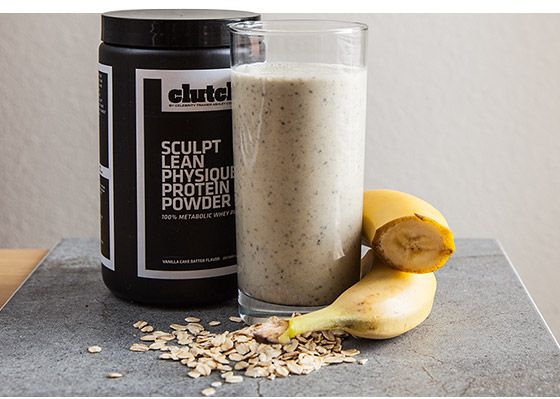 clutch
SCULPT
LEAN
PHYSIQUE
PROTEIN
POWDER
100% METABOLIC WHEY
VANILLA CAKE BATTER FLAVOR